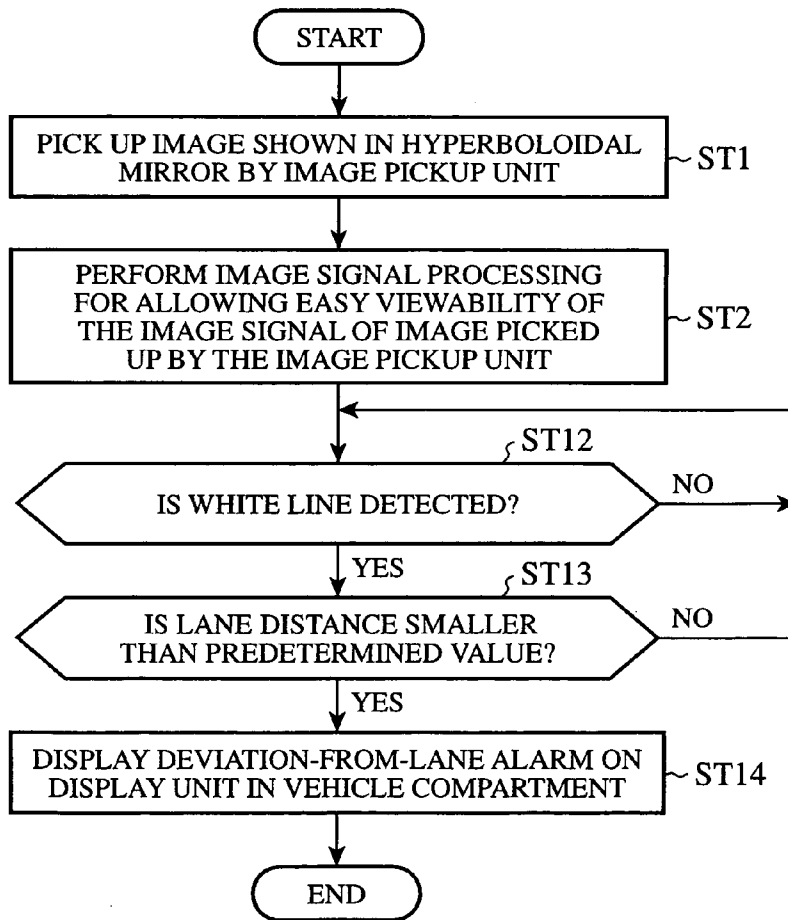 START
PICK UP IMAGE SHOWN IN HYPERBOLOIDAL
MIRROR BY IMAGE PICKUP UNIT
ST1
PERFORM IMAGE SIGNAL PROCESSING
FOR ALLOWING EASY VIEWABILITY OF
THE IMAGE SIGNAL OF IMAGE PICKED
UP BY THE IMAGE PICKUP UNIT
ST2
ST12
IS WHITE LINE DETECTED?
NO
YES
ST13
IS LANE DISTANCE SMALLER
THAN PREDETERMINED VALUE?
NO
YES
DISPLAY DEVIATION-FROM-LANE ALARM ON
DISPLAY UNIT IN VEHICLE COMPARTMENT
ST14
END